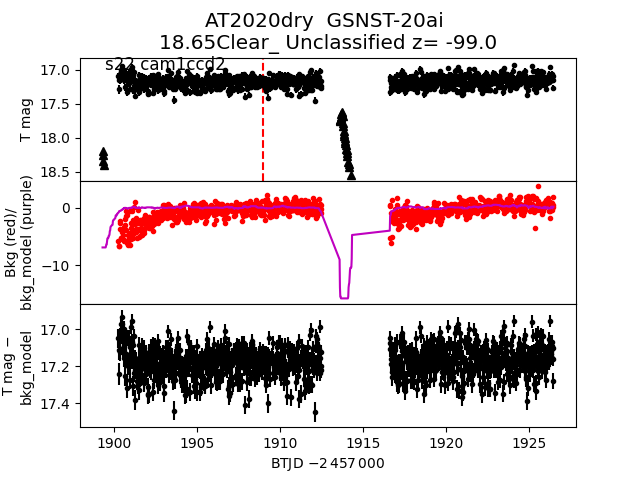 AT2020dry  GSNST-20ai
18.65Clear_ Unclassified z= -99.0
s22 cam1ccd2
T mag
17.0
17.5
18.0
18.5
Bkg (red)/
bkg_model (purple)
0
−10
T mag −
bkg_model
17.0
17.2
17.4
1900
1905
1910
1915
1920
1925
BTJD −2 457 000